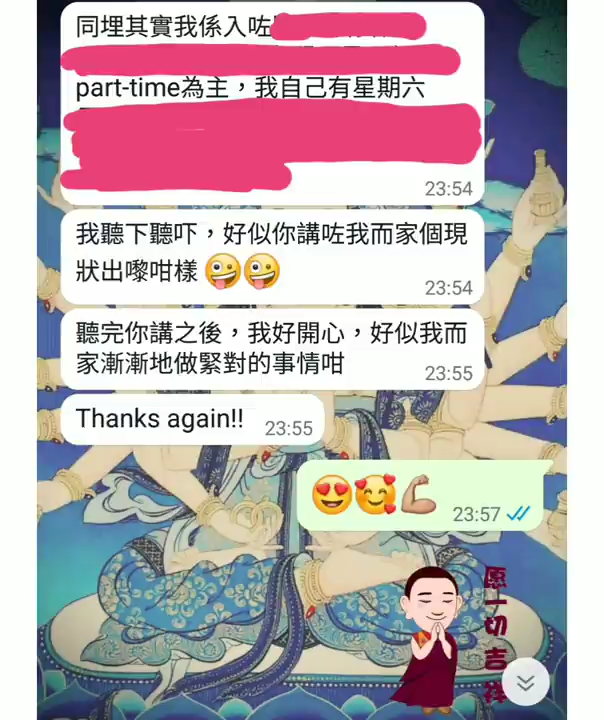 同埋其實我係入咗
part-time為主，我自己有星期六
23:54
我聽下聽吓，好似你講咗我而家個現
狀出嚟咁樣 🤪🤪
23:54
聽完你講之後，我好開心，好似我而
家漸漸地做緊對的事情咁
23:55
Thanks again!!
23:55
😍🥰💪🏽
23:57
愿一切吉祥